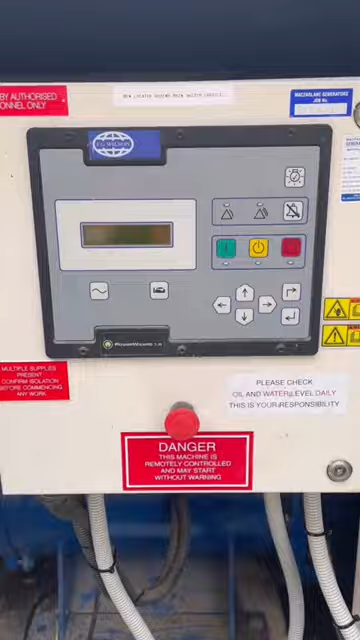 BY AUTHORISED
ONNEL ONLY
MACFARLANE GENERATORS
JOB No.
FG WILSON
POWERWIZARD 1.0
MULTIPLE SUPPLIES
PRESENT
CONFIRM ISOLATION
BEFORE COMMENCING
ANY WORK
PLEASE CHECK
OIL AND WATER LEVEL DAILY
THIS IS YOUR RESPONSIBILITY
DANGER
THIS MACHINE IS
REMOTELY CONTROLLED
AND MAY START
WITHOUT WARNING